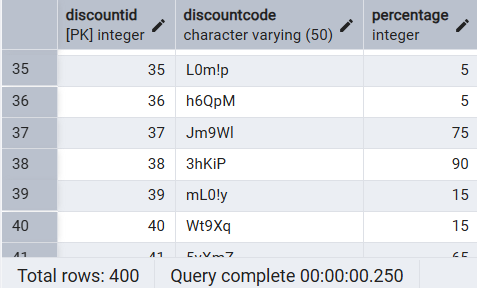 discountid discountcode percentage
[PK] integer character varying (50) integer
35 35 L0m!p 5
36 36 h6QpM 5
37 37 Jm9Wl 75
38 38 3hKiP 90
39 39 mL0!y 15
40 40 Wt9Xq 15
41 41 65
Total rows: 400 Query complete 00:00:00.250